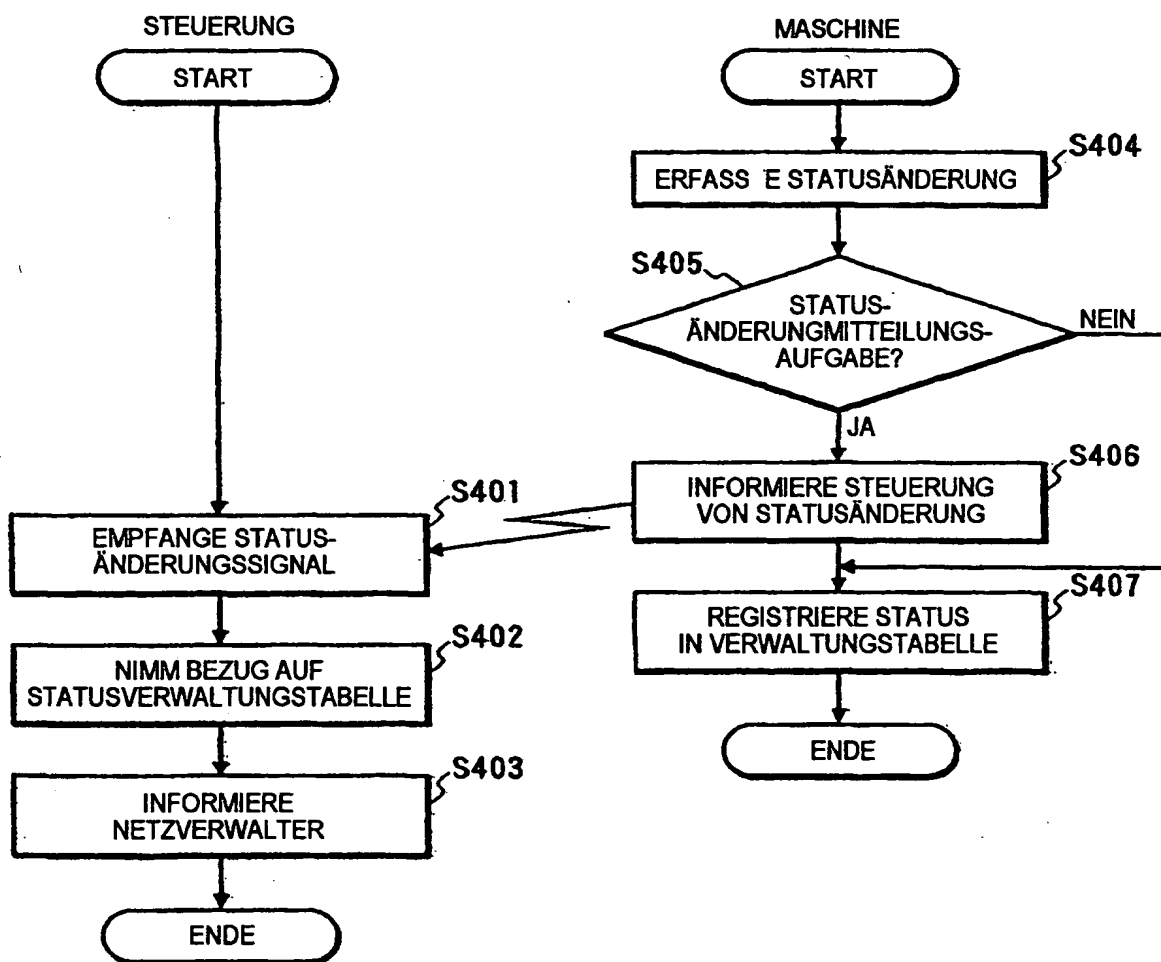 STEUERUNG
START
S401
EMPFANGE STATUS-
ÄNDERUNGSSIGNAL
S402
NIMM BEZUG AUF
STATUSVERWALTUNGSTABELLE
S403
INFORMIERE
NETZVERWALTER
ENDE
MASCHINE
START
S404
ERFASS E STATUSÄNDERUNG
S405
STATUS-
ÄNDERUNGMITTEILUNGS-
AUFGABE?
NEIN
JA
S406
INFORMIERE STEUERUNG
VON STATUSÄNDERUNG
S407
REGISTRIERE STATUS
IN VERWALTUNGSTABELLE
ENDE